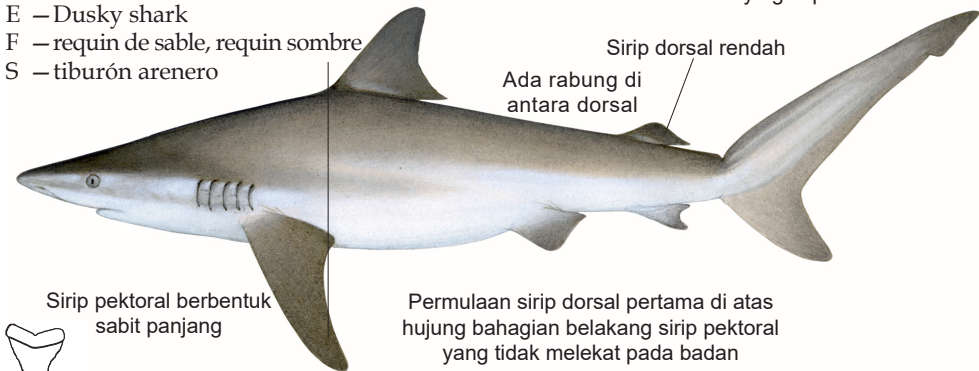 E – Dusky shark
F – requin de sable, requin sombre
S – tiburón arenero
Sirip dorsal rendah
Ada rabung di
antara dorsal
Sirip pektoral berbentuk
sabit panjang
Permulaan sirip dorsal pertama di atas
hujung bahagian belakang sirip pektoral
yang tidak melekat pada badan